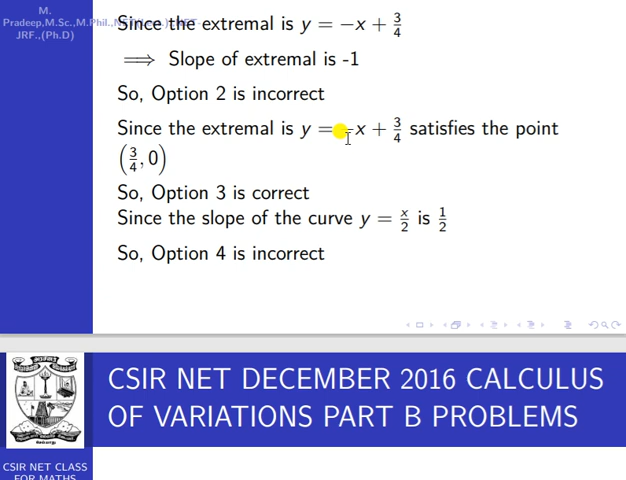 M.
Pradeep,M.Sc.,M.Phil.,
JRF.,(Ph.D)
Since the extremal is y = −x + 3/4
⟹ Slope of extremal is -1
So, Option 2 is incorrect
Since the extremal is y = −x + 3/4 satisfies the point
(3/4, 0)
So, Option 3 is correct
Since the slope of the curve y = x/2 is 1/2
So, Option 4 is incorrect
CSIR NET DECEMBER 2016 CALCULUS
OF VARIATIONS PART B PROBLEMS
CSIR NET CLASS
FOR MATHS